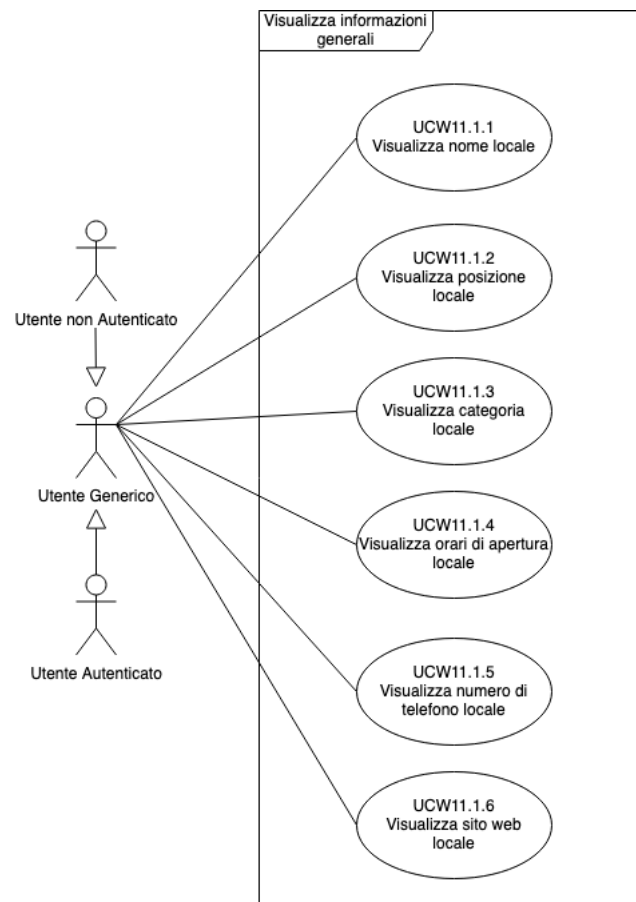 Visualizza informazioni
generali
UCW11.1.1
Visualizza nome locale
UCW11.1.2
Visualizza posizione
locale
Utente non Autenticato
UCW11.1.3
Visualizza categoria
locale
Utente Generico
UCW11.1.4
Visualizza orari di apertura
locale
Utente Autenticato
UCW11.1.5
Visualizza numero di
telefono locale
UCW11.1.6
Visualizza sito web
locale